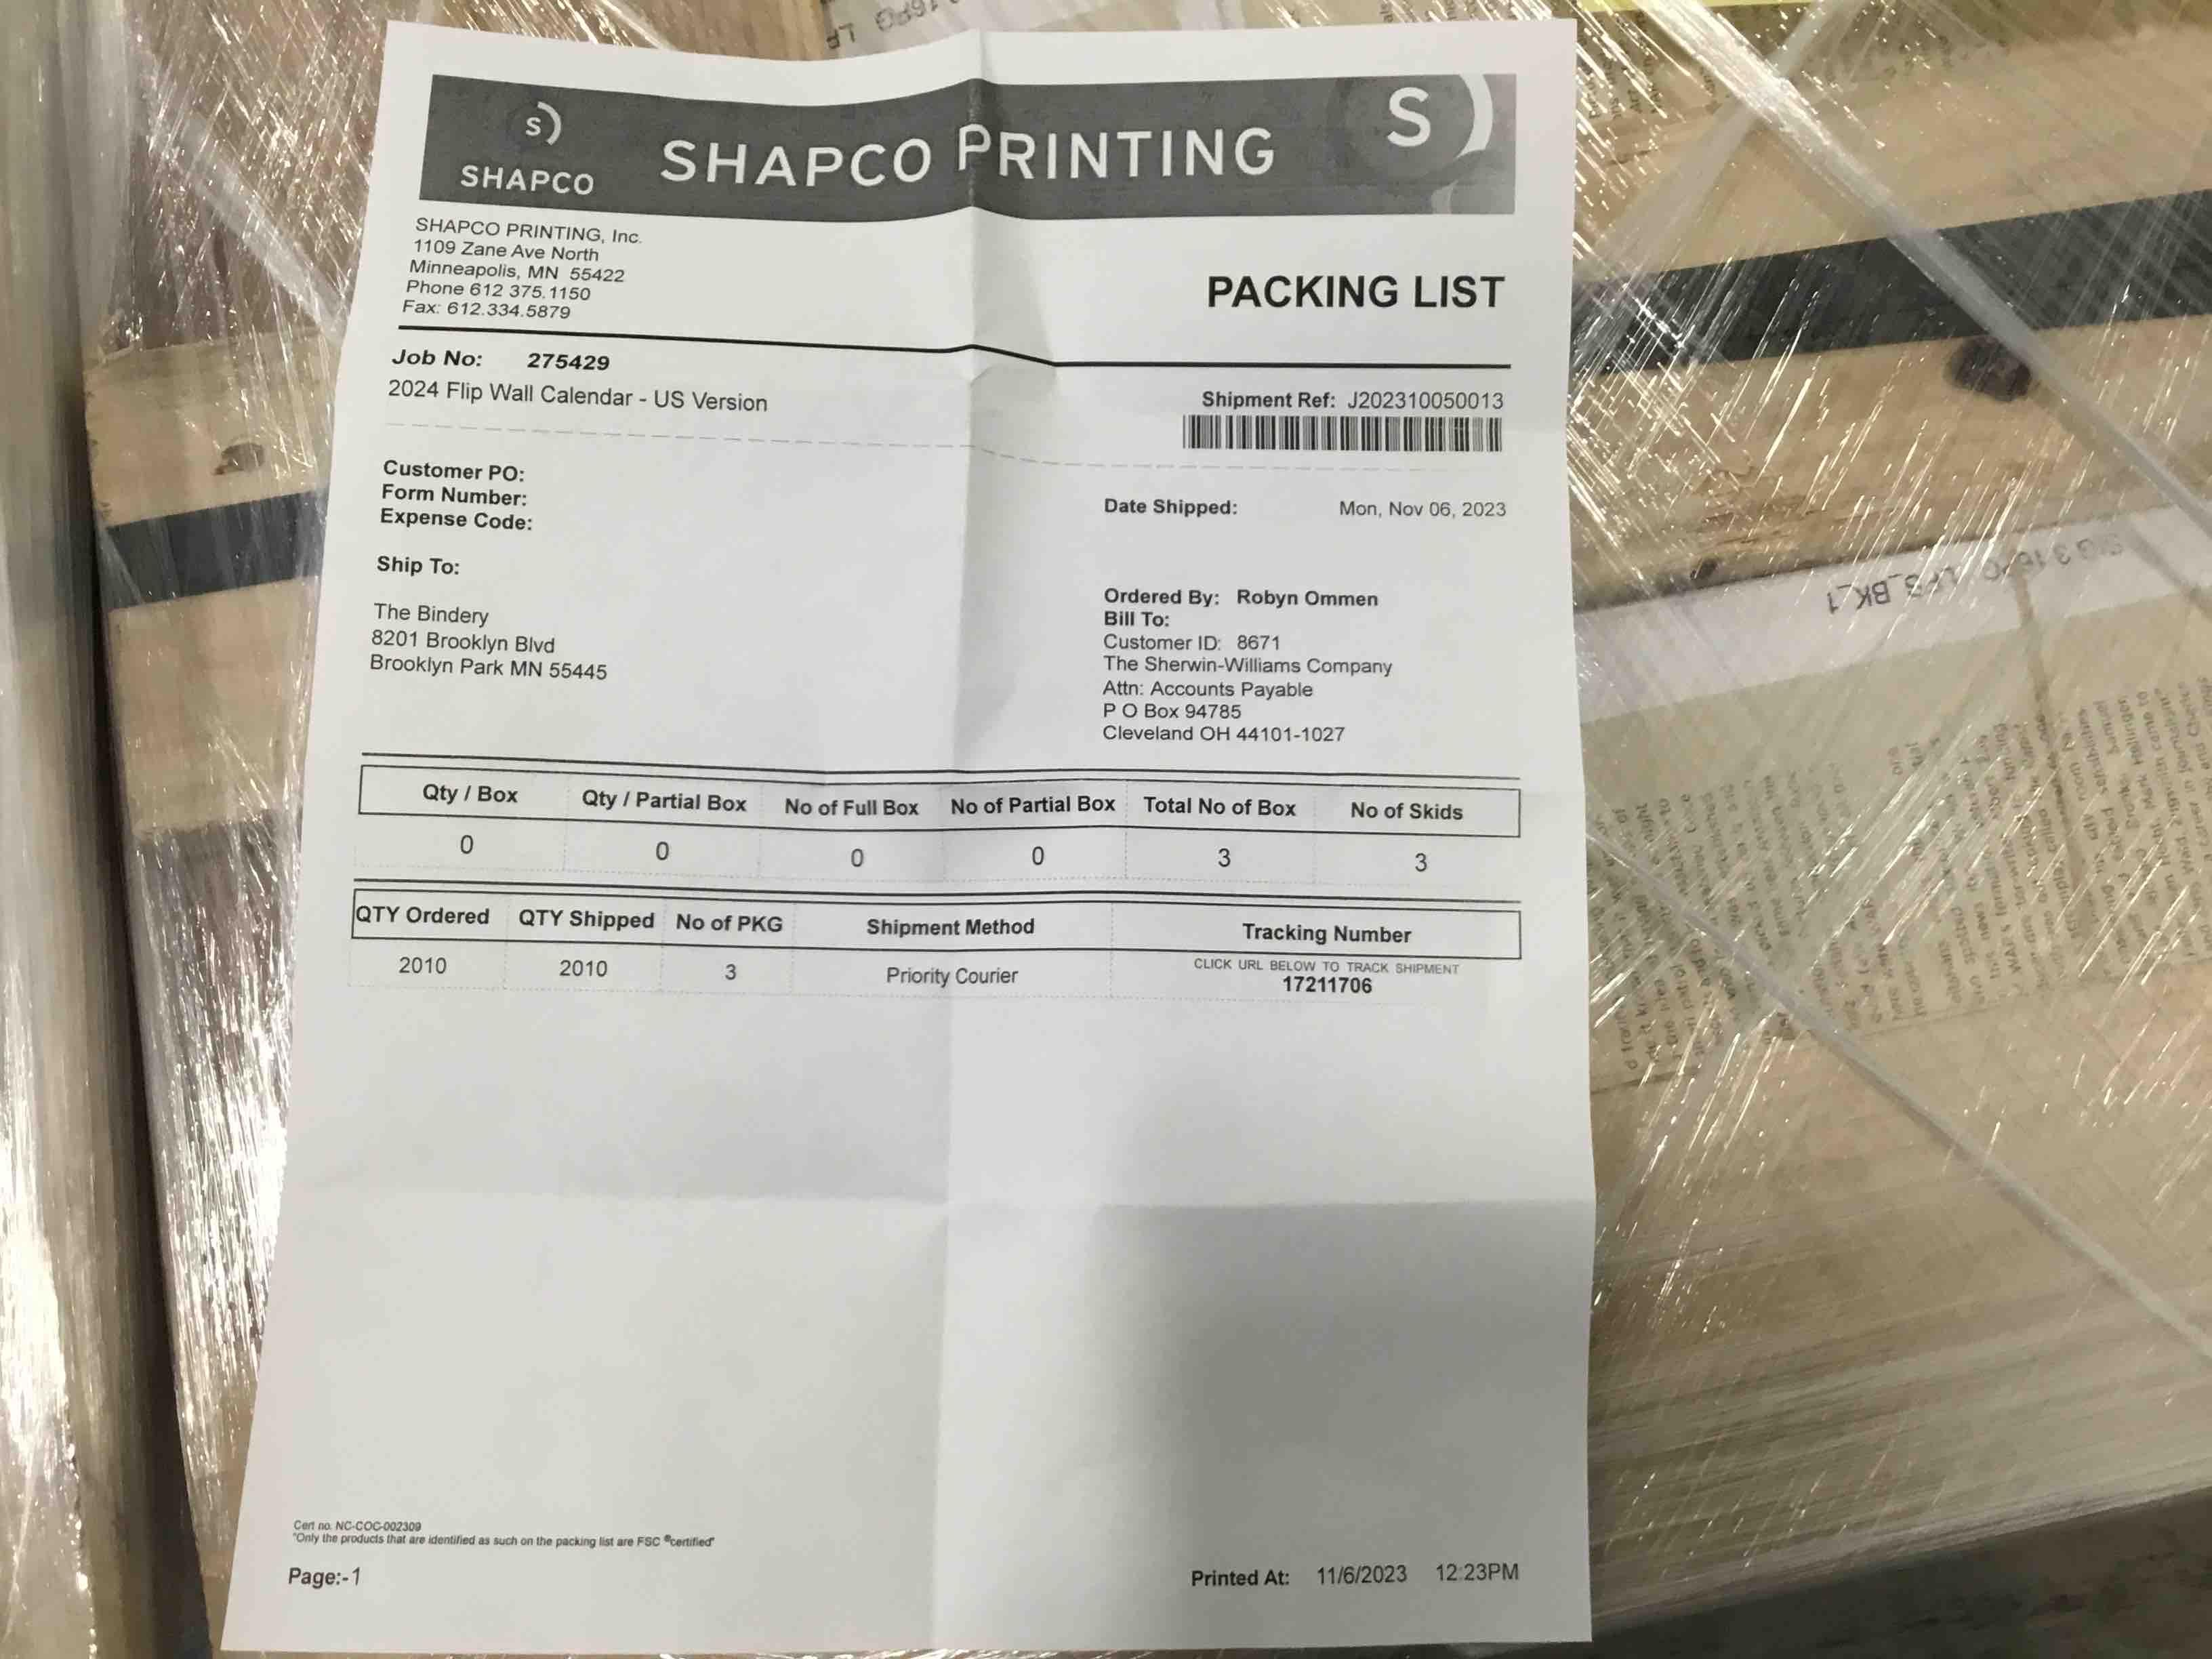 S
SHAPCO
SHAPCO PRINTING
S
SHAPCO PRINTING, Inc.
1109 Zane Ave North
Minneapolis, MN 55422
Phone 612 375.1150
Fax: 612.334.5879
PACKING LIST
Job No: 275429
2024 Flip Wall Calendar - US Version
Shipment Ref: J202310050013
Customer PO:
Form Number:
Expense Code:
Date Shipped: Mon, Nov 06, 2023
Ship To:
The Bindery
8201 Brooklyn Blvd
Brooklyn Park MN 55445
Ordered By: Robyn Ommen
Bill To:
Customer ID: 8671
The Sherwin-Williams Company
Attn: Accounts Payable
P O Box 94785
Cleveland OH 44101-1027
Qty / Box Qty / Partial Box No of Full Box No of Partial Box Total No of Box No of Skids
0 0 0 0 3 3
QTY Ordered QTY Shipped No of PKG Shipment Method Tracking Number
2010 2010 3 Priority Courier CLICK URL BELOW TO TRACK SHIPMENT
17211706
Cert no. NC-COC-002309
"Only the products that are identified as such on the packing list are FSC ®certified"
Page:-1
Printed At: 11/6/2023 12:23PM